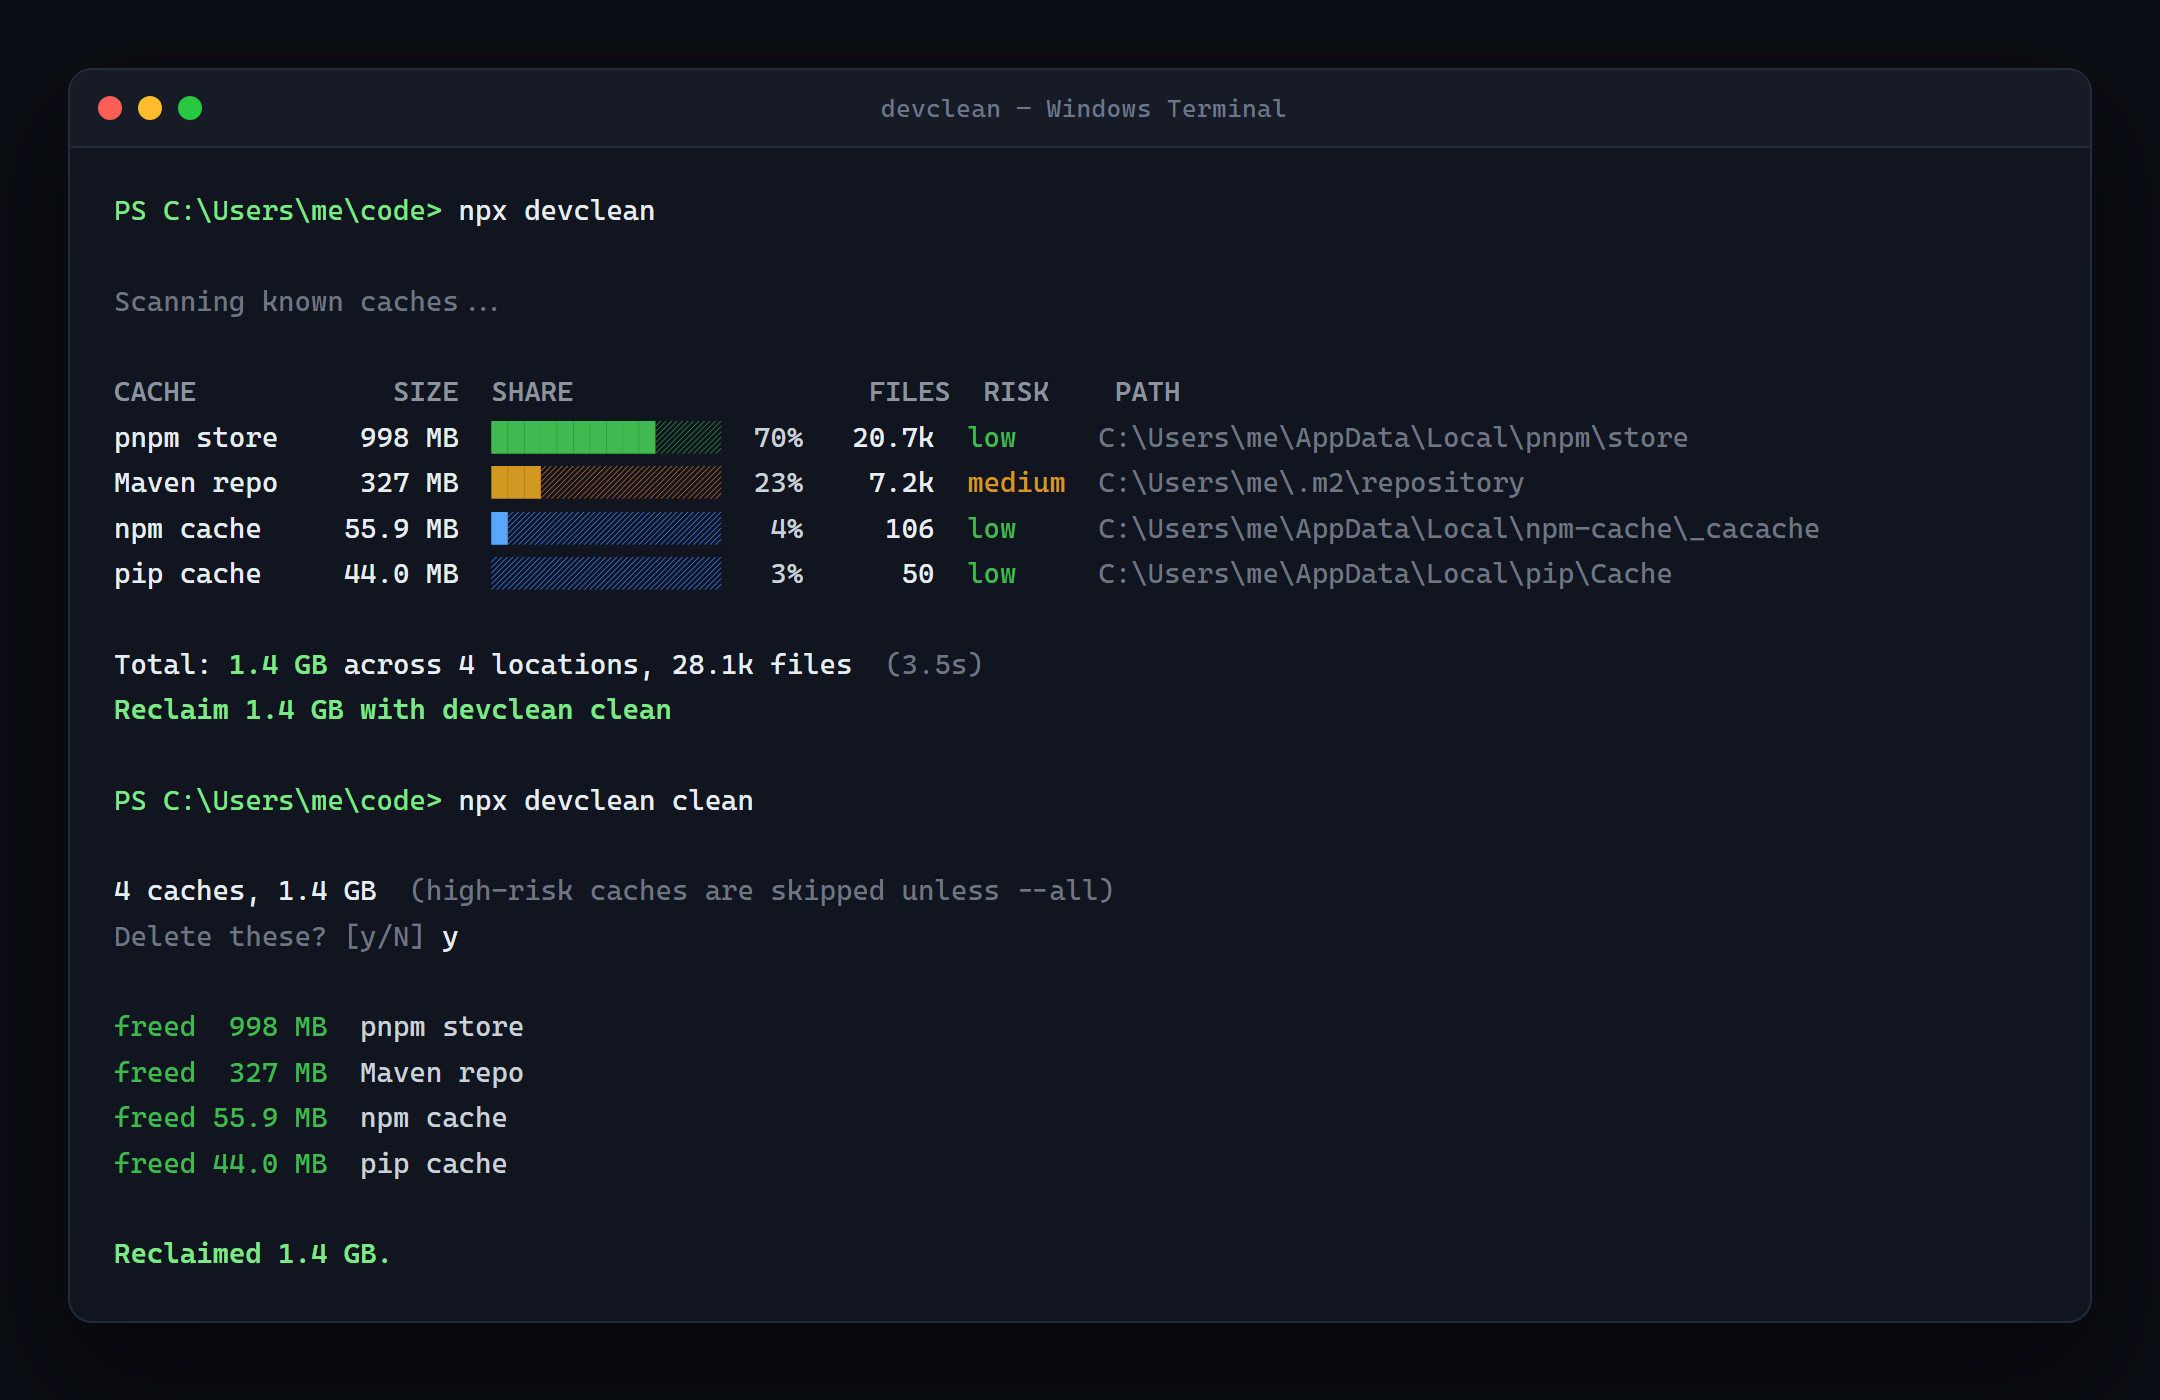 devclean — Windows Terminal
PS C:\Users\me\code> npx devclean
Scanning known caches...
CACHE SIZE SHARE FILES RISK PATH
pnpm store 998 MB 70% 20.7k low C:\Users\me\AppData\Local\pnpm\store
Maven repo 327 MB 23% 7.2k medium C:\Users\me\.m2\repository
npm cache 55.9 MB 4% 106 low C:\Users\me\AppData\Local\npm-cache\_cacache
pip cache 44.0 MB 3% 50 low C:\Users\me\AppData\Local\pip\Cache
Total: 1.4 GB across 4 locations, 28.1k files (3.5s)
Reclaim 1.4 GB with devclean clean
PS C:\Users\me\code> npx devclean clean
4 caches, 1.4 GB (high-risk caches are skipped unless --all)
Delete these? [y/N] y
freed 998 MB pnpm store
freed 327 MB Maven repo
freed 55.9 MB npm cache
freed 44.0 MB pip cache
Reclaimed 1.4 GB.